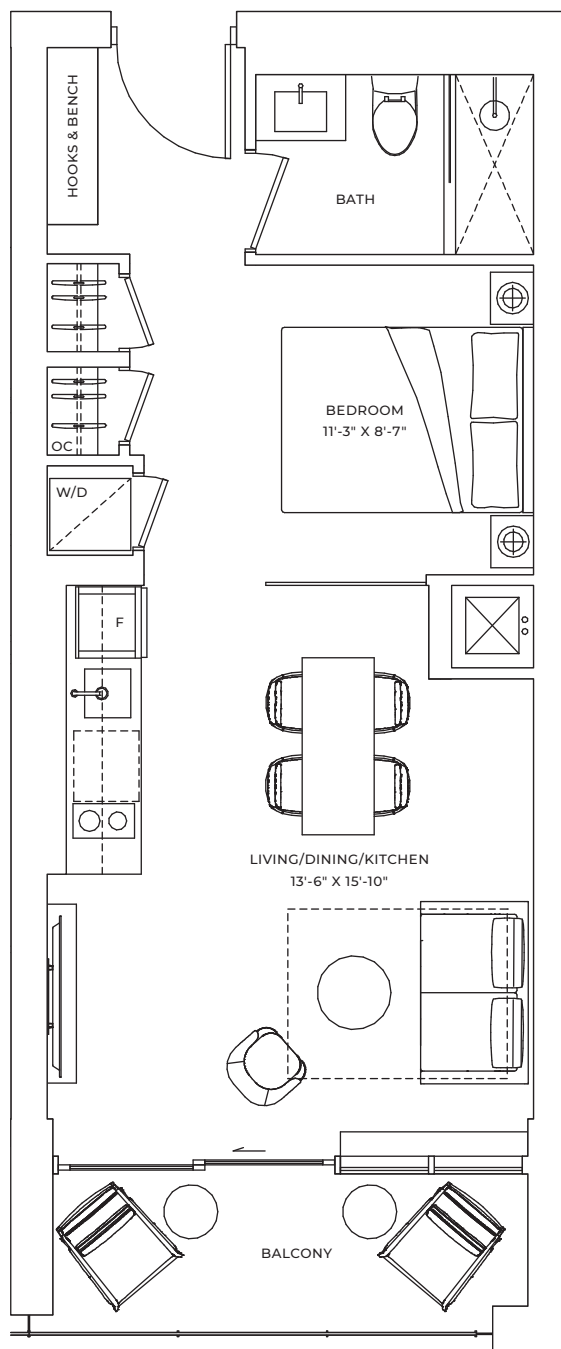 HOOKS & BENCH
BATH
BEDROOM
11'-3" X 8'-7"
OC
W/D
F
LIVING/DINING/KITCHEN
13'-6" X 15'-10"
BALCONY